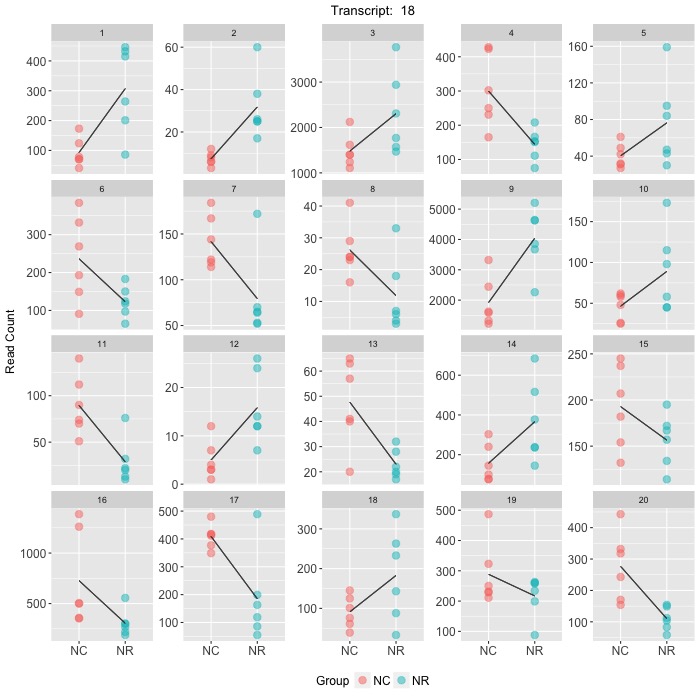 Transcript: 18
1 2 3 4 5
400 300 200 100
60 40 20
3000 2000 1000
400 300 200 100
160 120 80 40
6 7 8 9 10
300 200 100
150 100 50
40 30 20 10
5000 4000 3000 2000
150 100 50
Read Count
11 12 13 14 15
100 50
20 10 0
60 50 40 30 20
600 400 200
250 200 150
16 17 18 19 20
1000 500
500 400 300 200 100
300 200 100
500 400 300 200 100
400 300 200 100
NC NR NC NR NC NR NC NR NC NR
Group NC NR